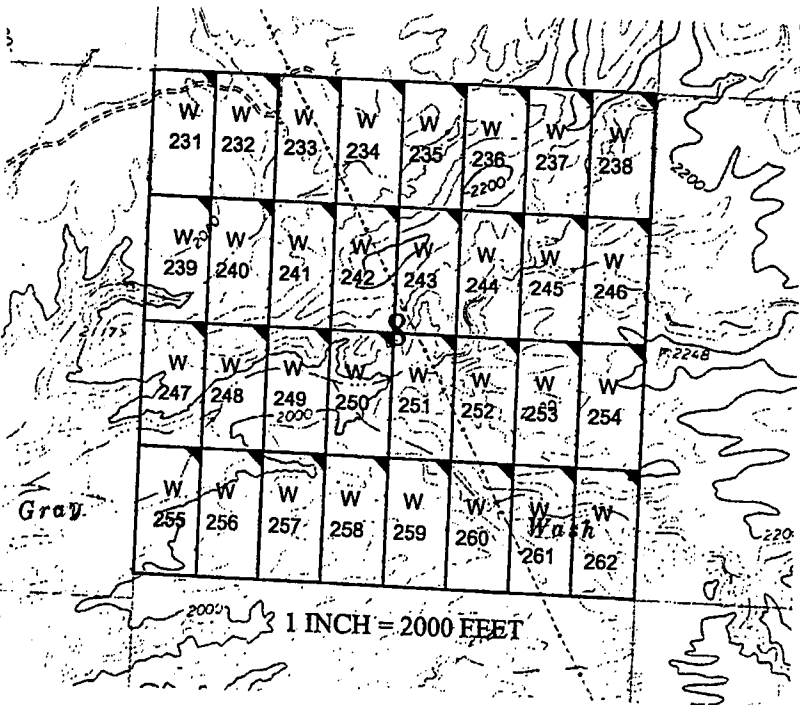 W W W W W W W W
231 232 233 234 235 236 237 238
2200
2200
W W W W W W W W
239 240 241 242 243 244 245 246
8
2248
W W W W W W W W
247 248 249 250 251 252 253 254
2000
W W W W W W W W
255 256 257 258 259 260 261 262
Gray Wash
2000
1 INCH = 2000 FEET